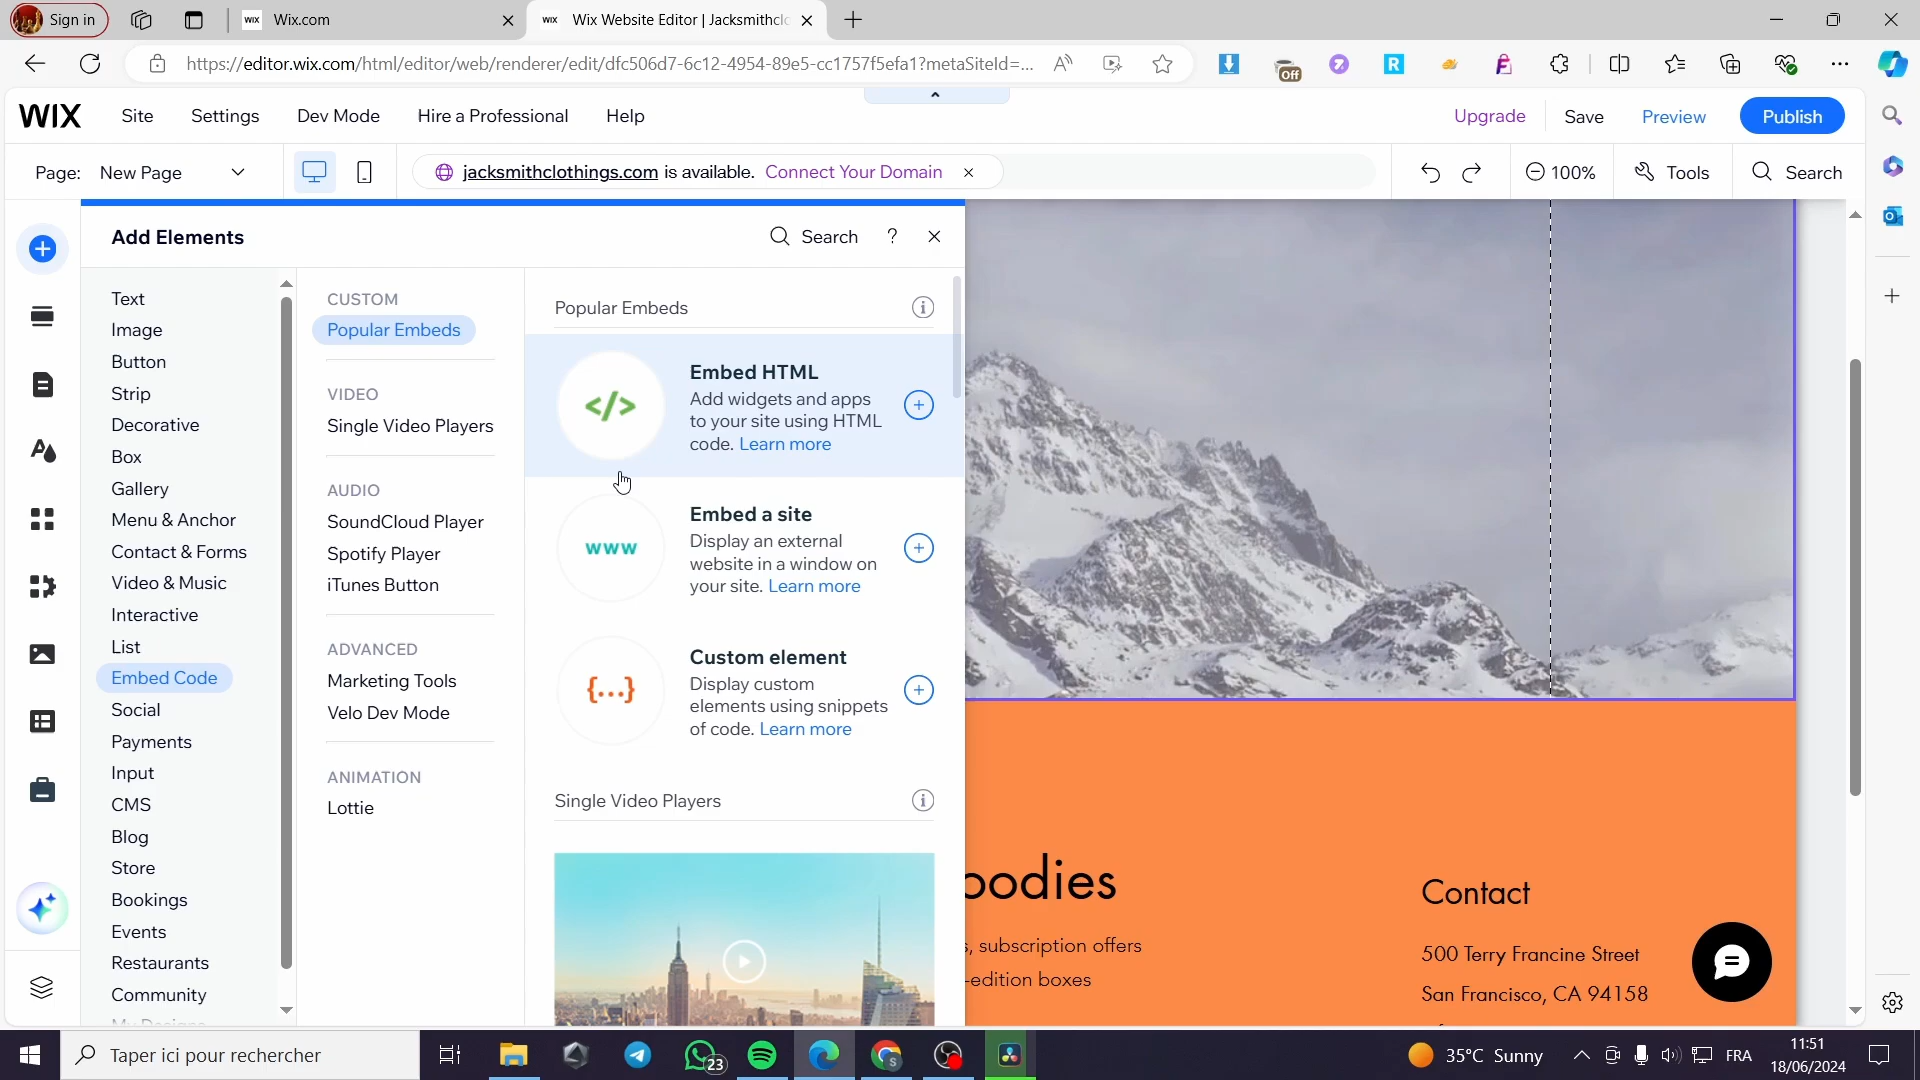 Sign in
WIX Wix.com
WIX Wix Website Editor | Jacksmithclo
https://editor.wix.com/html/editor/web/renderer/edit/dfc506d7-6c12-4954-89e5-cc1757f5efa1?metaSiteId=...
Off
WIX Site Settings Dev Mode Hire a Professional Help Upgrade Save Preview Publish
Page: New Page
jacksmithclothings.com is available. Connect Your Domain
100% Tools Search
Add Elements
Search ?
Text
Image
Button
Strip
Decorative
Box
Gallery
Menu & Anchor
Contact & Forms
Video & Music
Interactive
List
Embed Code
Social
Payments
Input
CMS
Blog
Store
Bookings
Events
Restaurants
Community
My Designs
CUSTOM
Popular Embeds
VIDEO
Single Video Players
AUDIO
SoundCloud Player
Spotify Player
iTunes Button
ADVANCED
Marketing Tools
Velo Dev Mode
ANIMATION
Lottie
Popular Embeds
</>
Embed HTML
Add widgets and apps
to your site using HTML
code. Learn more
www
Embed a site
Display an external
website in a window on
your site. Learn more
{...}
Custom element
Display custom
elements using snippets
of code. Learn more
Single Video Players
oodies
s, subscription offers
-edition boxes
Contact
500 Terry Francine Street
San Francisco, CA 94158
Taper ici pour rechercher
23
35°C Sunny
FRA
11:51
18/06/2024